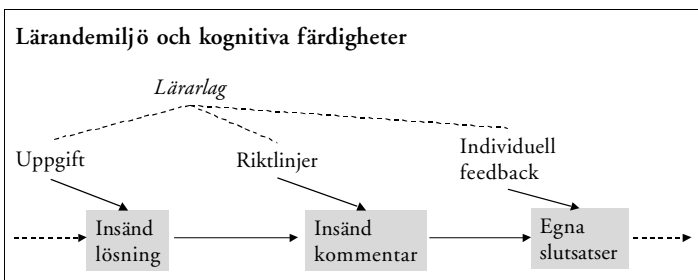 Lärandemiljö och kognitiva färdigheter
Lärarlag
Uppgift
Riktlinjer
Individuell
feedback
Insänd
lösning
Insänd
kommentar
Egna
slutsatser